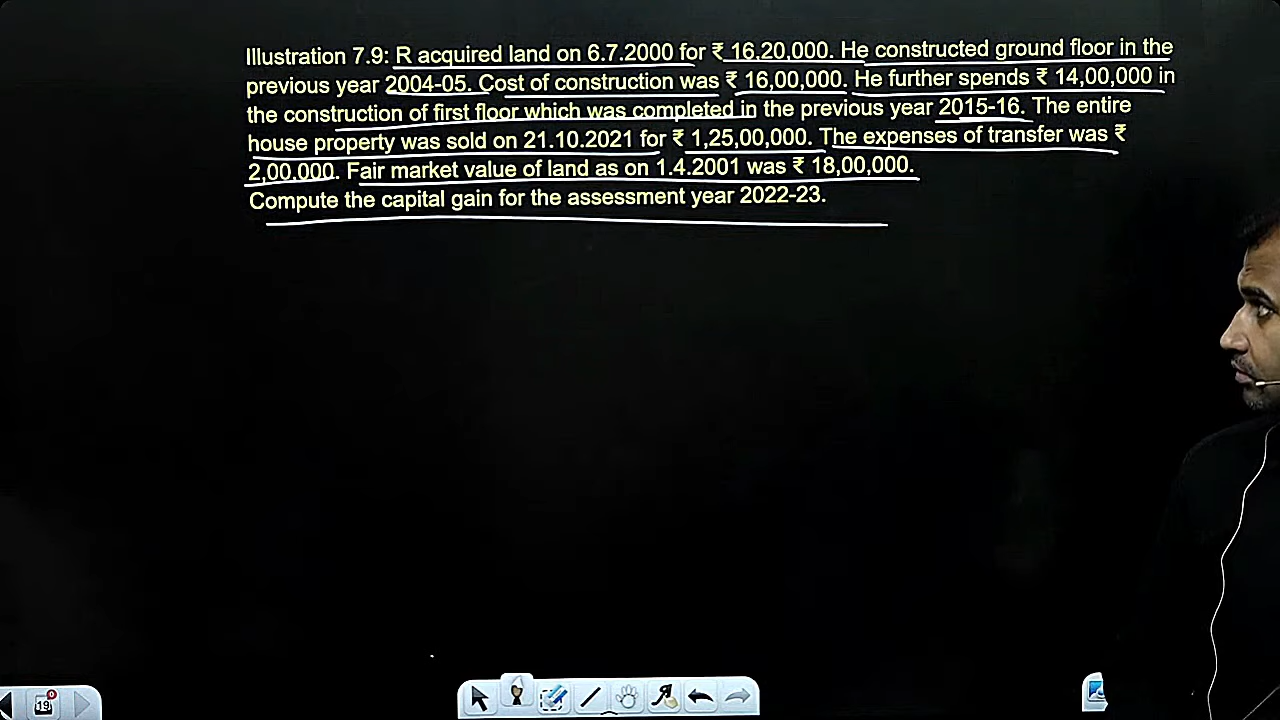 Illustration 7.9: R acquired land on 6.7.2000 for ₹ 16,20,000. He constructed ground floor in the
previous year 2004-05. Cost of construction was ₹ 16,00,000. He further spends ₹ 14,00,000 in
the construction of first floor which was completed in the previous year 2015-16. The entire
house property was sold on 21.10.2021 for ₹ 1,25,00,000. The expenses of transfer was ₹
2,00,000. Fair market value of land as on 1.4.2001 was ₹ 18,00,000.
Compute the capital gain for the assessment year 2022-23.
19
0